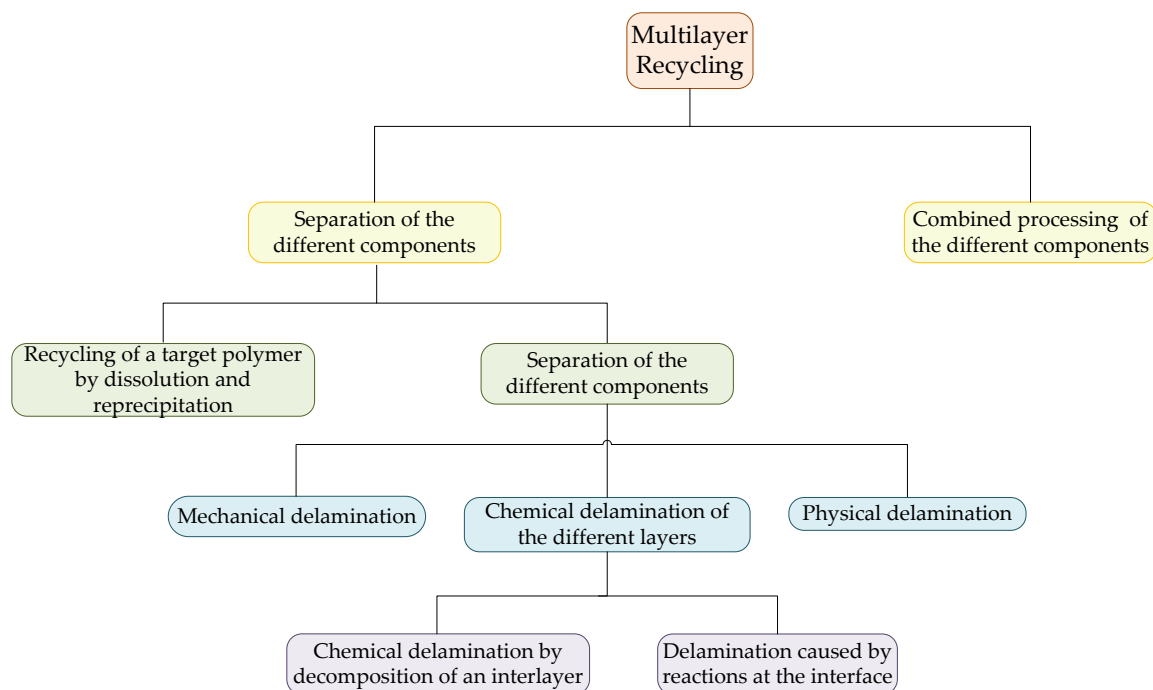 Multilayer
Recycling
Separation of the
different components
Combined processing of
the different components
Recycling of a target polymer
by dissolution and
reprecipitation
Separation of the
different components
Mechanical delamination
Chemical delamination of
the different layers
Physical delamination
Chemical delamination by
decomposition of an interlayer
Delamination caused by
reactions at the interface